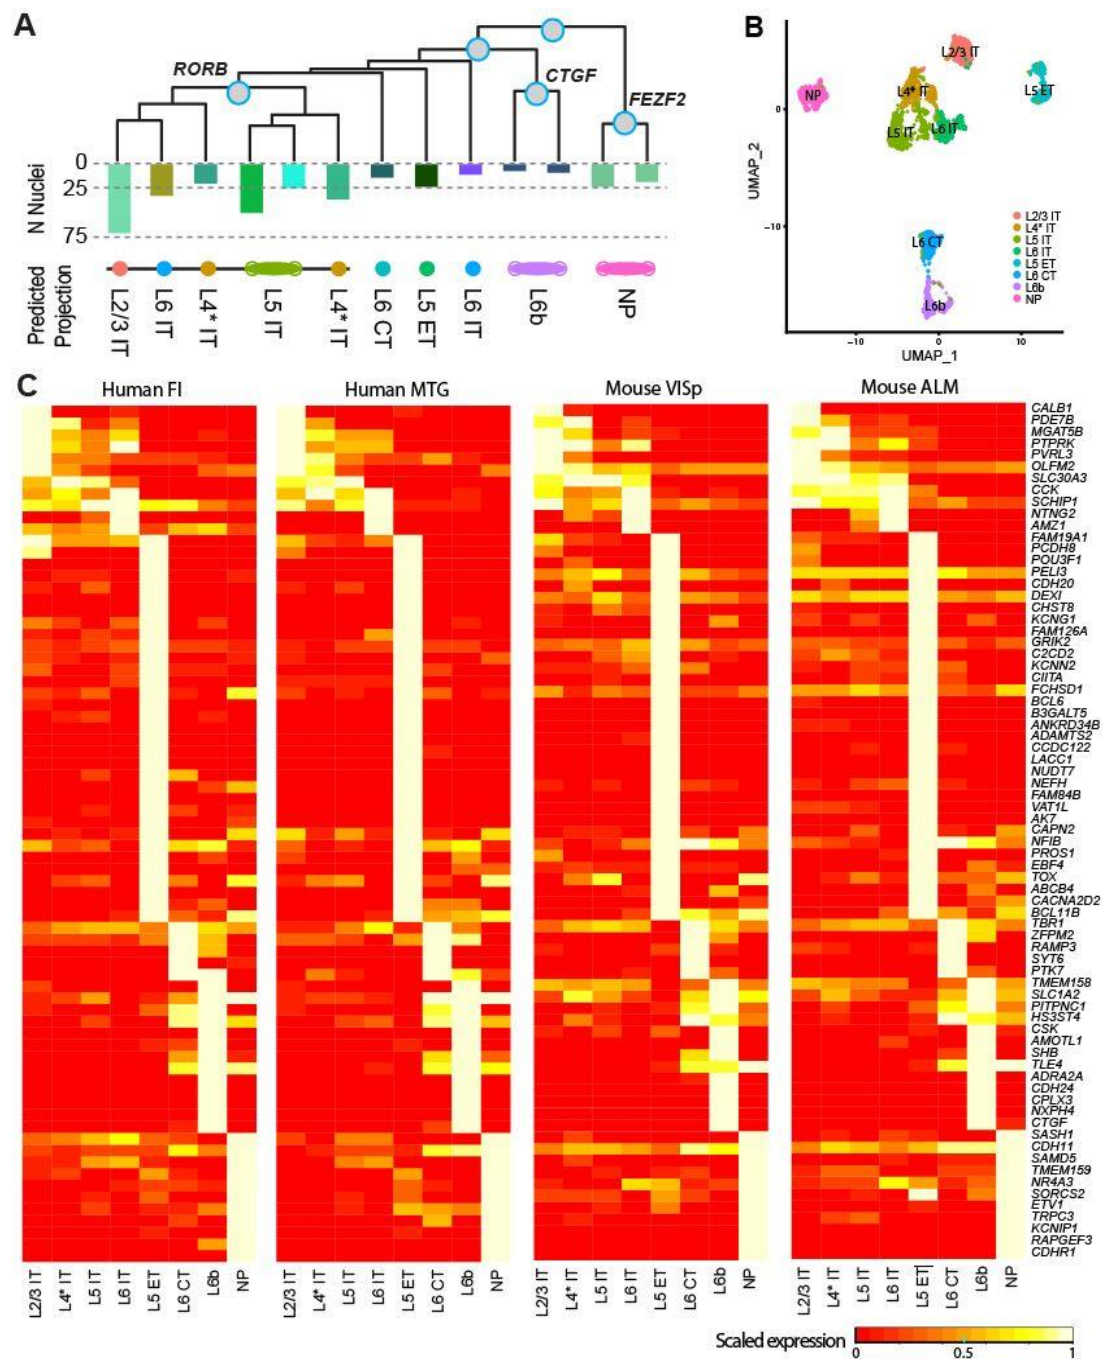 A
RORB
CTGF
FEZF2
N Nuclei
0
25
75
Predicted
Projection
L2/3 IT
L6 IT
L4* IT
L5 IT
L4* IT
L6 CT
L5 ET
L6 IT
L6b
NP
B
L2/3 IT
NP
L4* IT
L5 ET
L5 IT
L6 IT
L6 CT
L6b
UMAP_2
0
−10
−10
0
10
UMAP_1
L2/3 IT
L4* IT
L5 IT
L6 IT
L5 ET
L6 CT
L6b
NP
C
Human FI
Human MTG
Mouse VISp
Mouse ALM
CALB1
PDE7B
MGAT5B
PTPRK
PVRL3
OLFM2
SLC30A3
CCK
SCHIP1
NTNG2
AMZ1
FAM19A1
PCDH8
POU3F1
PELI3
CDH20
DEXI
CHST8
KCNG1
FAM126A
GRIK2
C2CD2
KCNN2
CIITA
FCHSD1
BCL6
B3GALT5
ANKRD34B
ADAMTS2
CCDC122
LACC1
NUDT7
NEFH
FAM84B
VAT1L
AK7
CAPN2
NFIB
PROS1
EBF4
TOX
ABCB4
CACNA2D2
BCL11B
TBR1
ZFPM2
RAMP3
SYT6
PTK7
TMEM158
SLC1A2
PITPNC1
HS3ST4
CSK
AMOTL1
SHB
TLE4
ADRA2A
CDH24
CPLX3
NXPH4
CTGF
SASH1
CDH11
SAMD5
TMEM159
NR4A3
SORCS2
ETV1
TRPC3
KCNIP1
RAPGEF3
CDHR1
L2/3 IT
L4* IT
L5 IT
L6 IT
L5 ET
L6 CT
L6b
NP
L2/3 IT
L4* IT
L5 IT
L6 IT
L5 ET
L6 CT
L6b
NP
L2/3 IT
L4* IT
L5 IT
L6 IT
L5 ET
L6 CT
L6b
NP
L2/3 IT
L4* IT
L5 IT
L6 IT
L5 ET|
L6 CT
L6b
NP
Scaled expression
0
0.5
1